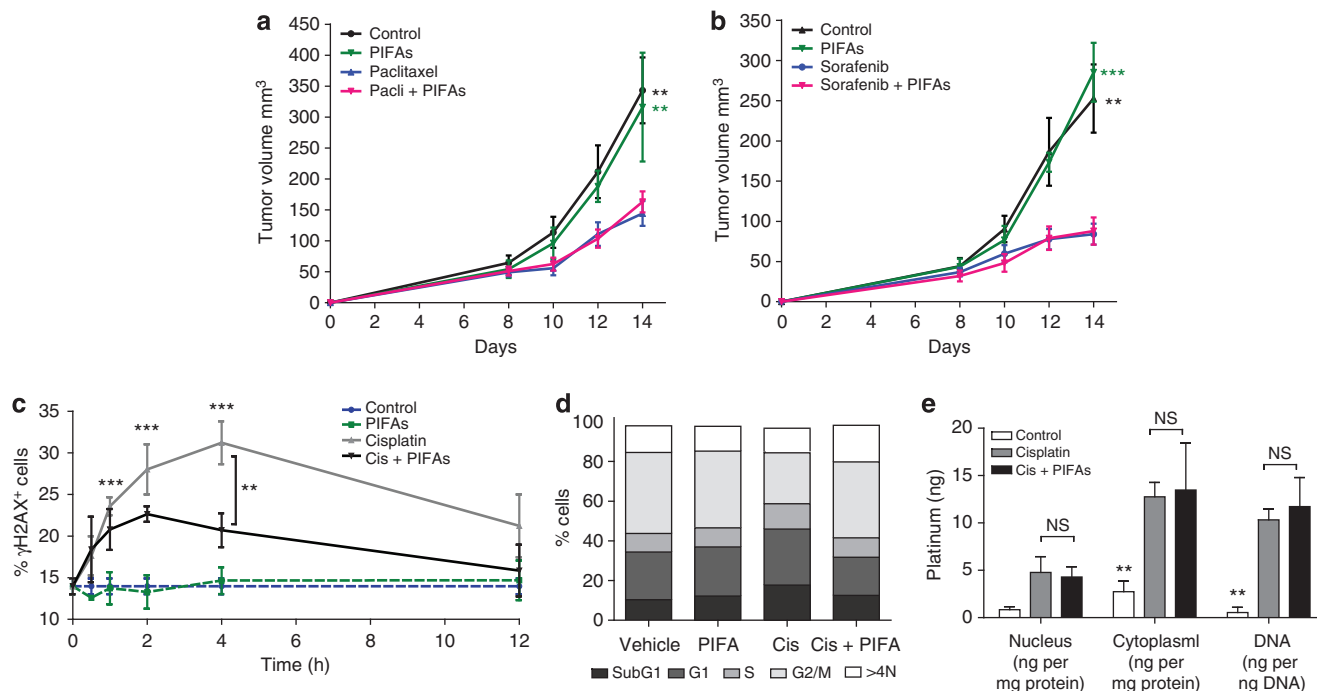 a
450
400
350
300
250
200
150
100
50
0
Tumor volume mm³
Control
PIFAs
Paclitaxel
Pacli + PIFAs
**
**
0 2 4 6 8 10 12 14
Days
b
350
300
250
200
150
100
50
0
Tumor volume mm³
Control
PIFAs
Sorafenib
Sorafenib + PIFAs
***
**
0 2 4 6 8 10 12 14
Days
c
35
30
25
20
15
10
% γH2AX⁺ cells
Control
PIFAs
Cisplatin
Cis + PIFAs
***
***
***
**
0 2 4 6 8 10 12
Time (h)
d
100
80
60
40
20
0
% cells
Vehicle PIFA Cis Cis + PIFA
SubG1 G1 S G2/M >4N
e
20
15
10
5
0
Platinum (ng)
Control
Cisplatin
Cis + PIFAs
NS
NS
NS
**
**
Nucleus
(ng per
mg protein)
Cytoplasml
(ng per
mg protein)
DNA
(ng per
ng DNA)